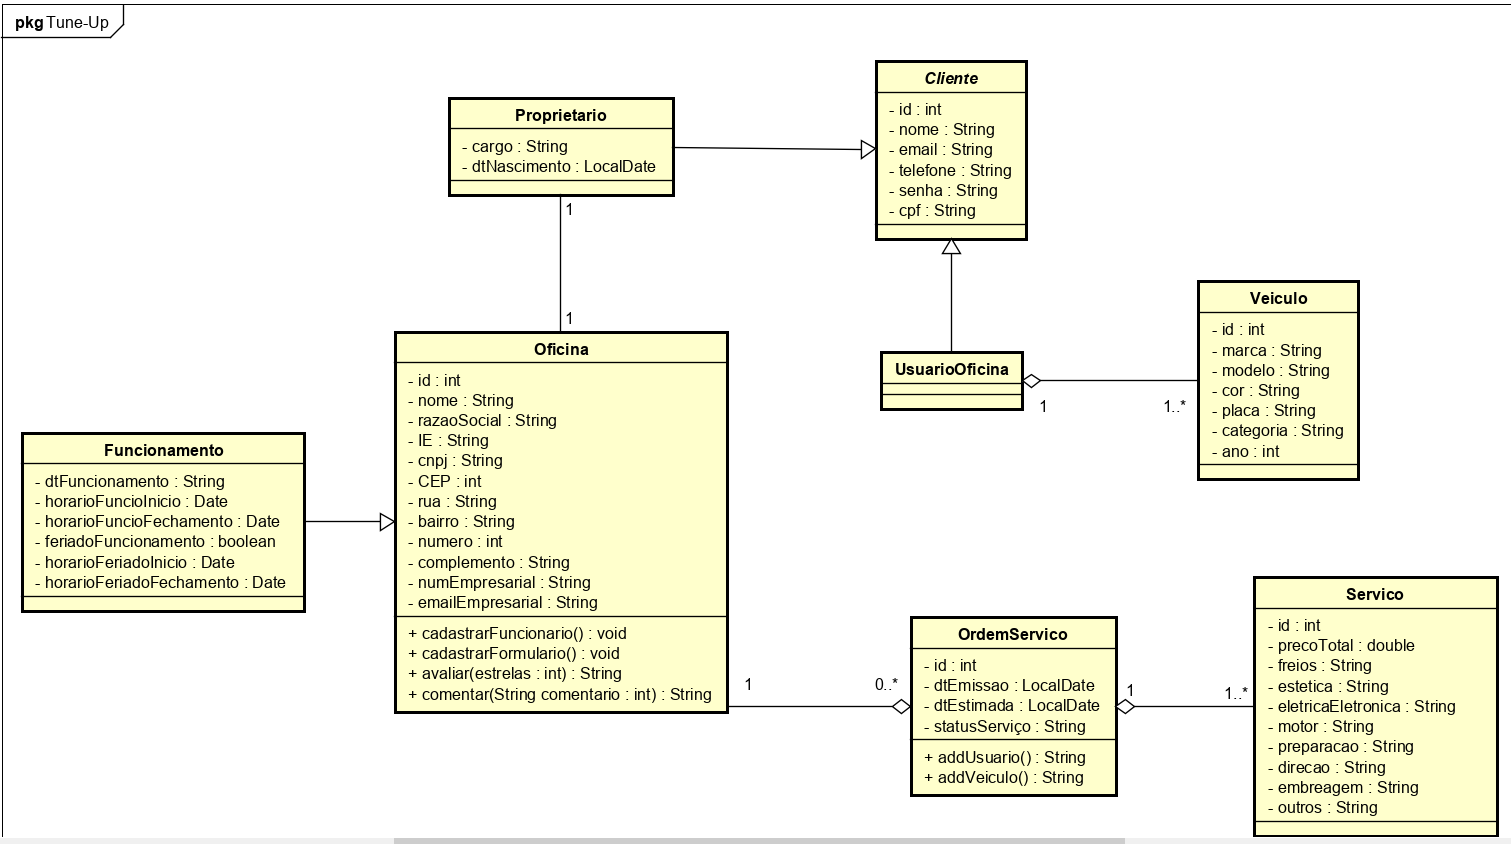 pkg Tune-Up
Cliente
- id : int
- nome : String
- email : String
- telefone : String
- senha : String
- cpf : String
Proprietario
- cargo : String
- dtNascimento : LocalDate
1
1
Veiculo
- id : int
- marca : String
- modelo : String
- cor : String
- placa : String
- categoria : String
- ano : int
UsuarioOficina
1
1..*
Oficina
- id : int
- nome : String
- razaoSocial : String
- IE : String
- cnpj : String
- CEP : int
- rua : String
- bairro : String
- numero : int
- complemento : String
- numEmpresarial : String
- emailEmpresarial : String
+ cadastrarFuncionario() : void
+ cadastrarFormulario() : void
+ avaliar(estrelas : int) : String
+ comentar(String comentario : int) : String
Funcionamento
- dtFuncionamento : String
- horarioFuncioInicio : Date
- horarioFuncioFechamento : Date
- feriadoFuncionamento : boolean
- horarioFeriadoInicio : Date
- horarioFeriadoFechamento : Date
1
0..*
OrdemServico
- id : int
- dtEmissao : LocalDate
- dtEstimada : LocalDate
- statusServiço : String
+ addUsuario() : String
+ addVeiculo() : String
1
1..*
Servico
- id : int
- precoTotal : double
- freios : String
- estetica : String
- eletricaEletronica : String
- motor : String
- preparacao : String
- direcao : String
- embreagem : String
- outros : String